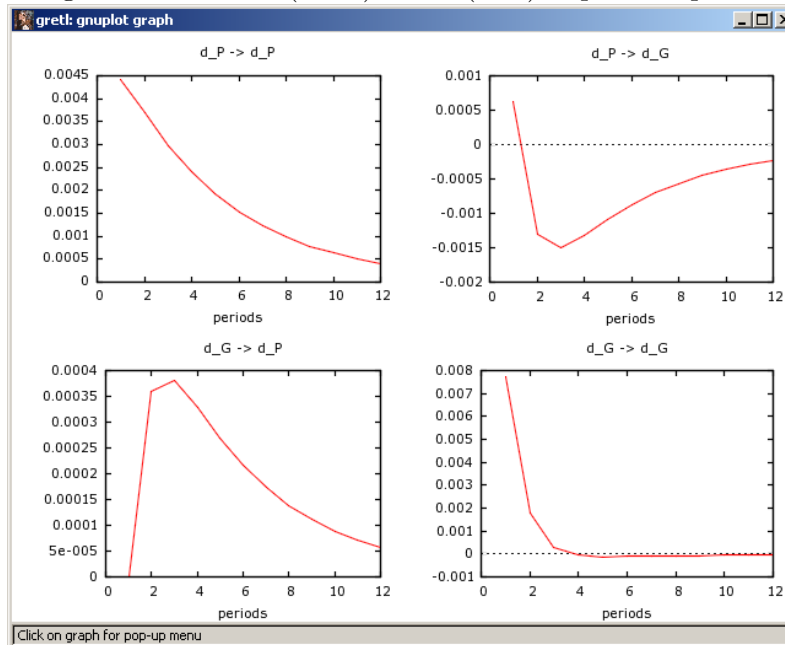 gretl: gnuplot graph
d_P -> d_P
0.0045
0.004
0.0035
0.003
0.0025
0.002
0.0015
0.001
0.0005
0
0 2 4 6 8 10 12
periods
d_P -> d_G
0.001
0.0005
0
-0.0005
-0.001
-0.0015
-0.002
0 2 4 6 8 10 12
periods
d_G -> d_P
0.0004
0.00035
0.0003
0.00025
0.0002
0.00015
0.0001
5e-005
0
0 2 4 6 8 10 12
periods
d_G -> d_G
0.008
0.007
0.006
0.005
0.004
0.003
0.002
0.001
0
-0.001
0 2 4 6 8 10 12
periods
Click on graph for pop-up menu